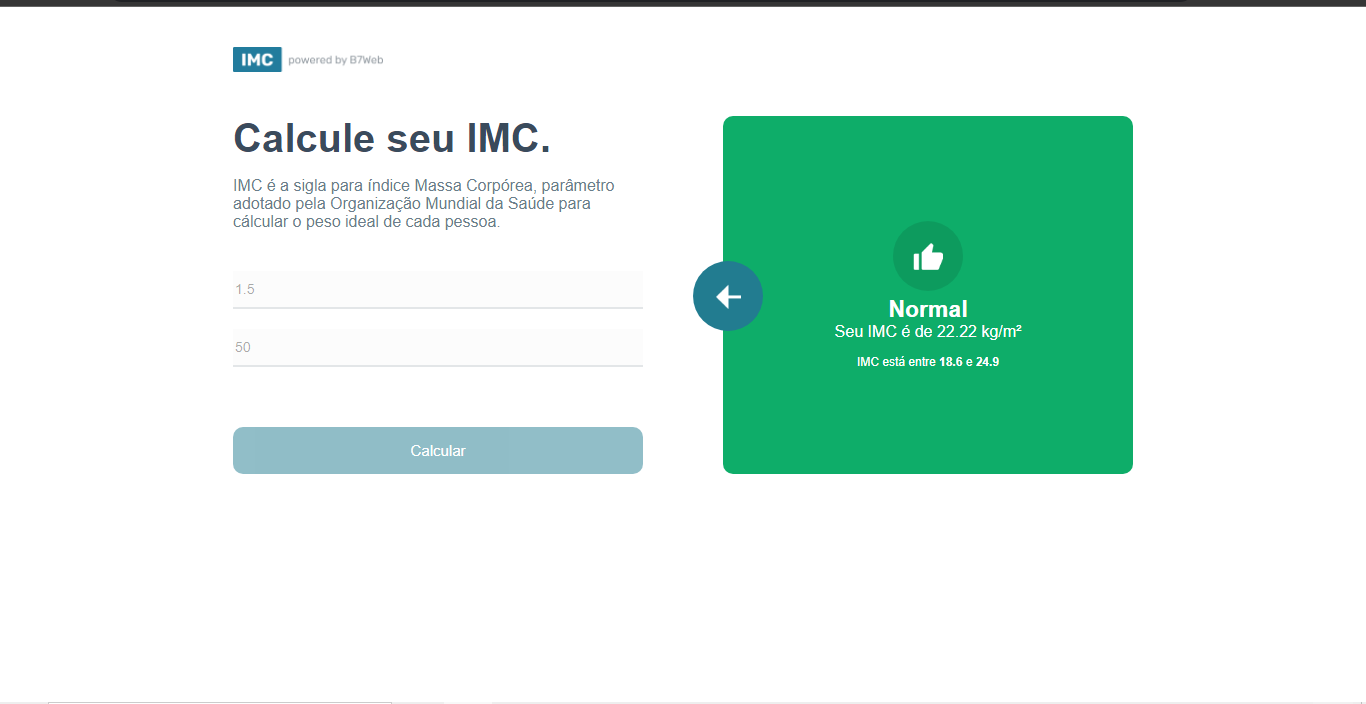 IMC powered by B7Web
Calcule seu IMC.
IMC é a sigla para índice Massa Corpórea, parâmetro
adotado pela Organização Mundial da Saúde para
cálcular o peso ideal de cada pessoa.
1.5
50
Calcular
Normal
Seu IMC é de 22.22 kg/m²
IMC está entre 18.6 e 24.9